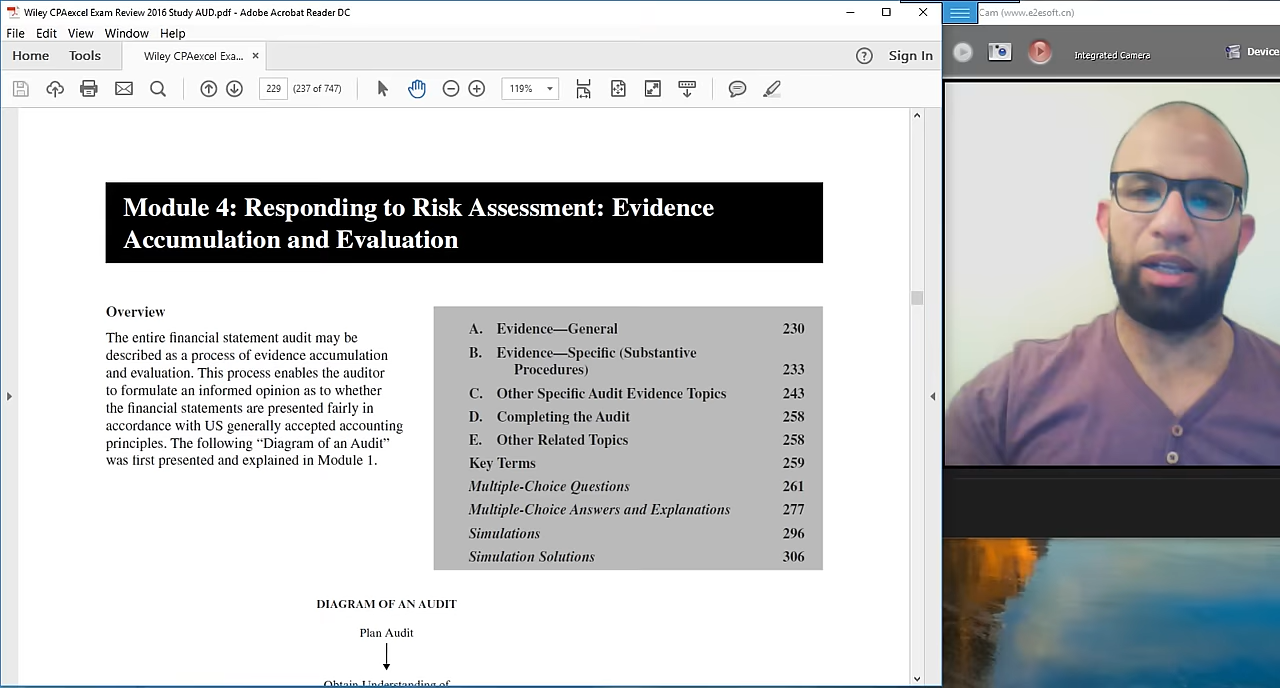 Wiley CPAexcel Exam Review 2016 Study AUD.pdf - Adobe Acrobat Reader DC
Cam (www.e2esoft.cn)
File Edit View Window Help
Home Tools Wiley CPAexcel Exa... × Sign In
Integrated Camera
Device
229 (237 of 747) 119%
Module 4: Responding to Risk Assessment: Evidence
Accumulation and Evaluation
Overview
The entire financial statement audit may be
described as a process of evidence accumulation
and evaluation. This process enables the auditor
to formulate an informed opinion as to whether
the financial statements are presented fairly in
accordance with US generally accepted accounting
principles. The following “Diagram of an Audit”
was first presented and explained in Module 1.
A. Evidence—General 230
B. Evidence—Specific (Substantive
Procedures) 233
C. Other Specific Audit Evidence Topics 243
D. Completing the Audit 258
E. Other Related Topics 258
Key Terms 259
Multiple-Choice Questions 261
Multiple-Choice Answers and Explanations 277
Simulations 296
Simulation Solutions 306
DIAGRAM OF AN AUDIT
Plan Audit
Obtain Understanding of